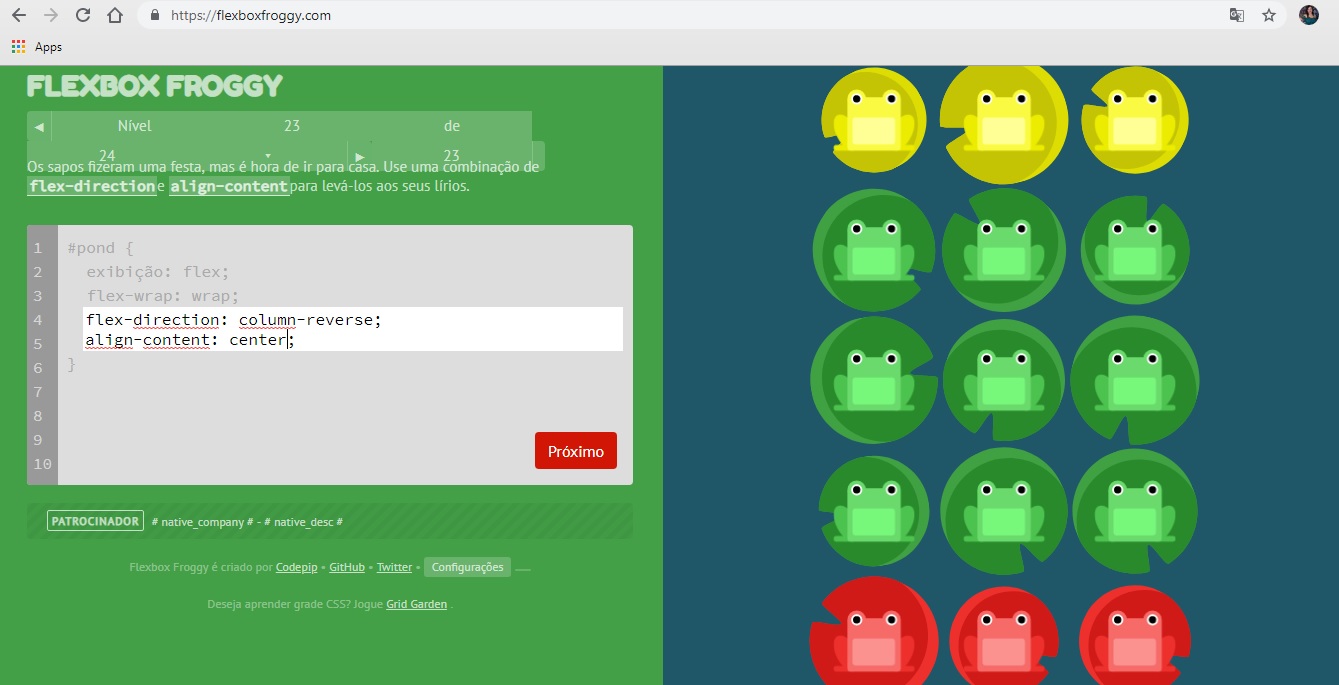 https://flexboxfroggy.com
Apps
FLEXBOX FROGGY
◀ Nível 23 de
24 ▾ ▶ 23
Os sapos fizeram uma festa, mas é hora de ir para casa. Use uma combinação de
flex-direction e align-content para levá-los aos seus lírios.
1 #pond {
2 exibição: flex;
3 flex-wrap: wrap;
4 flex-direction: column-reverse;
5 align-content: center;
6 }
7
8
9
10
Próximo
PATROCINADOR # native_company # - # native_desc #
Flexbox Froggy é criado por Codepip • GitHub • Twitter • Configurações
Deseja aprender grade CSS? Jogue Grid Garden .